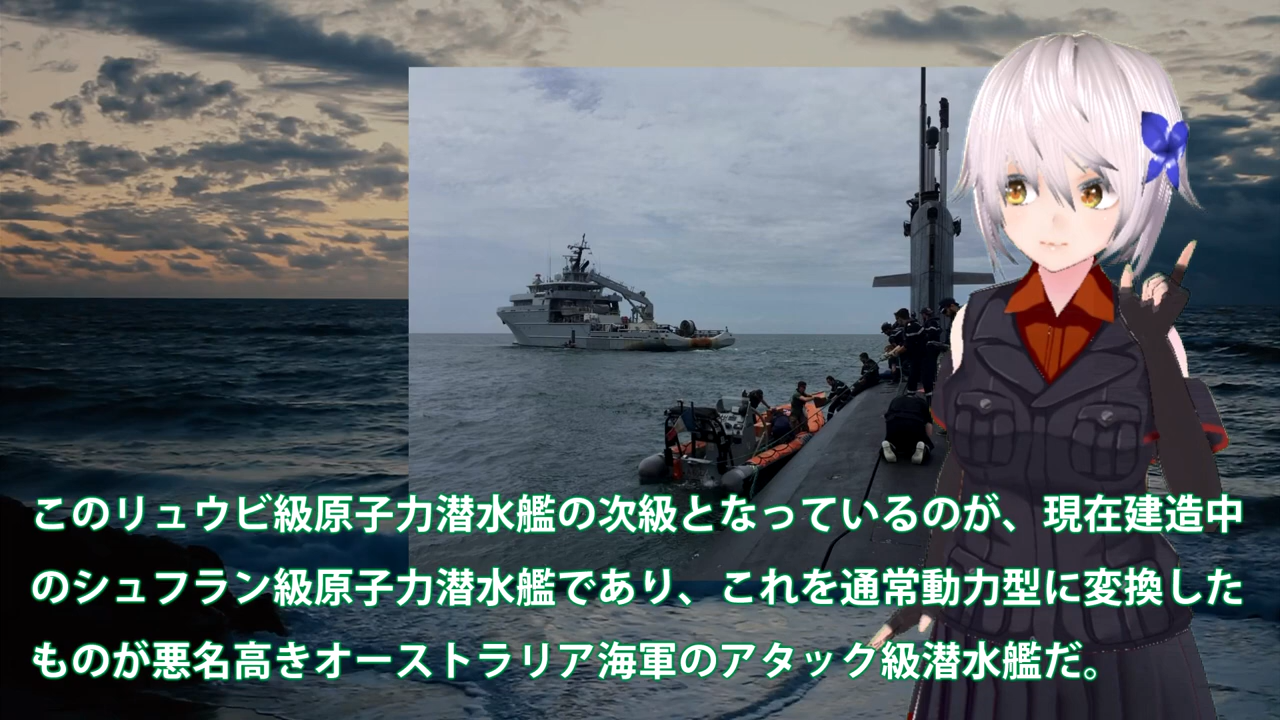 このリュウビ級原子力潜水艦の次級となっているのが、現在建造中
のシュフラン級原子力潜水艦であり、これを通常動力型に変換した
ものが悪名高きオーストラリア海軍のアタック級潜水艦だ。